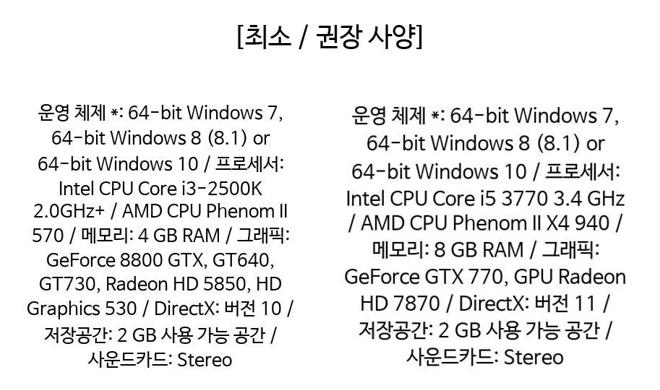 [최소 / 권장 사양]
운영 체제 *: 64-bit Windows 7,
64-bit Windows 8 (8.1) or
64-bit Windows 10 / 프로세서:
Intel CPU Core i3-2500K
2.0GHz+ / AMD CPU Phenom II
570 / 메모리: 4 GB RAM / 그래픽:
GeForce 8800 GTX, GT640,
GT730, Radeon HD 5850, HD
Graphics 530 / DirectX: 버전 10 /
저장공간: 2 GB 사용 가능 공간 /
사운드카드: Stereo
운영 체제 *: 64-bit Windows 7,
64-bit Windows 8 (8.1) or
64-bit Windows 10 / 프로세서:
Intel CPU Core i5 3770 3.4 GHz
/ AMD CPU Phenom II X4 940 /
메모리: 8 GB RAM / 그래픽:
GeForce GTX 770, GPU Radeon
HD 7870 / DirectX: 버전 11 /
저장공간: 2 GB 사용 가능 공간 /
사운드카드: Stereo